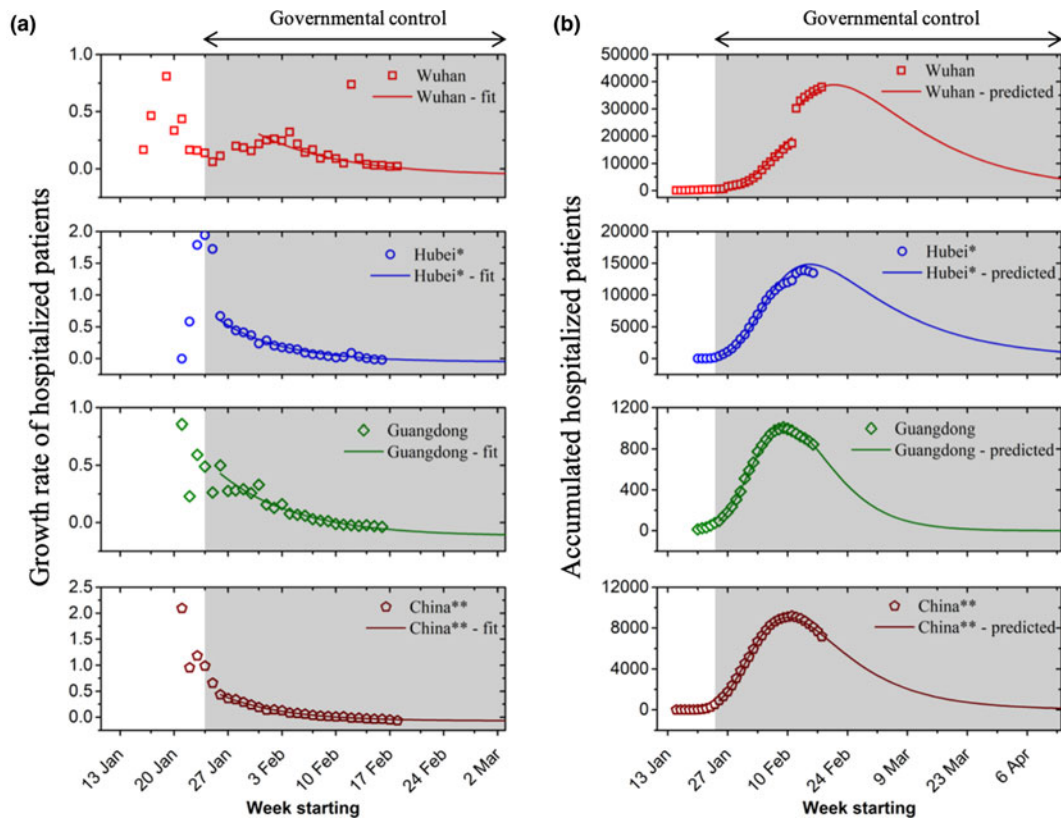 (a)
Governmental control
Growth rate of hospitalized patients
1.0
0.5
0.0
Wuhan
Wuhan - fit
2.0
1.5
1.0
0.5
0.0
Hubei*
Hubei* - fit
1.0
0.5
0.0
Guangdong
Guangdong - fit
2.5
2.0
1.5
1.0
0.5
0.0
China**
China** - fit
13 Jan
20 Jan
27 Jan
3 Feb
10 Feb
17 Feb
24 Feb
2 Mar
Week starting
(b)
Governmental control
Accumulated hospitalized patients
50000
40000
30000
20000
10000
0
Wuhan
Wuhan - predicted
20000
15000
10000
5000
0
Hubei*
Hubei* - predicted
1200
800
400
0
Guangdong
Guangdong - predicted
12000
8000
4000
0
China**
China** - predicted
13 Jan
27 Jan
10 Feb
24 Feb
9 Mar
23 Mar
6 Apr
Week starting